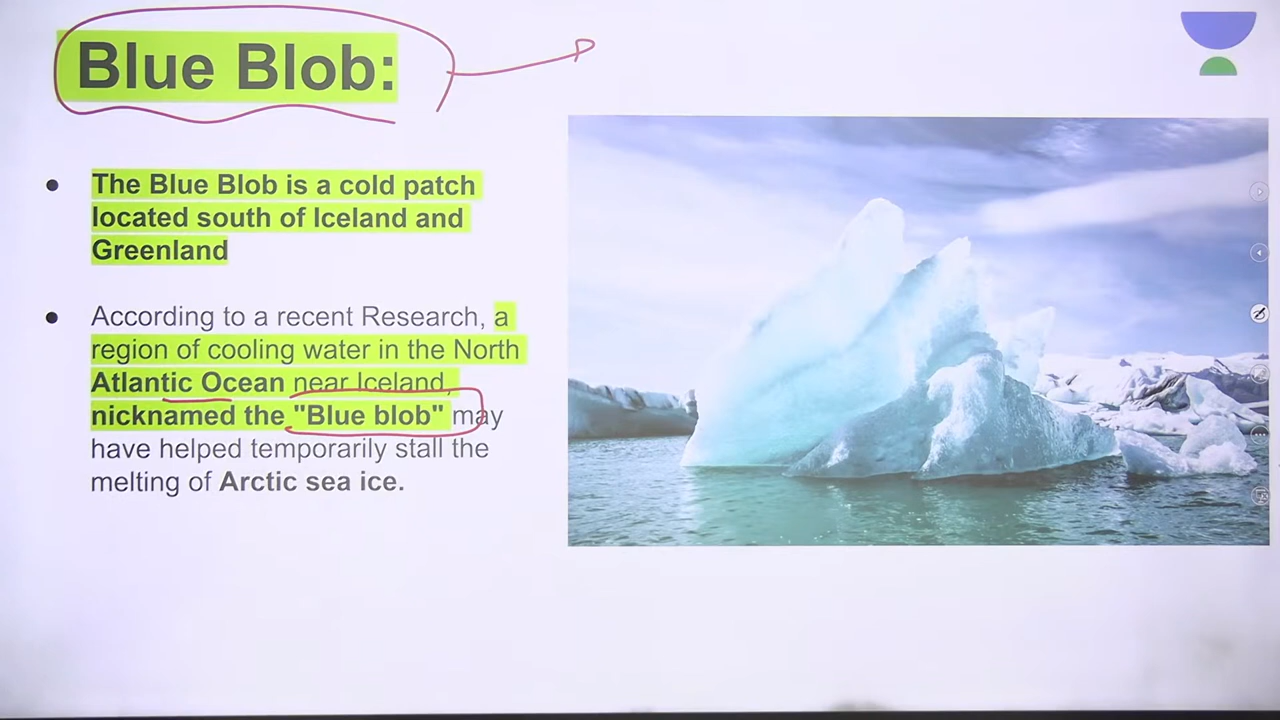 Blue Blob:
The Blue Blob is a cold patch
located south of Iceland and
Greenland
According to a recent Research, a
region of cooling water in the North
Atlantic Ocean near Iceland,
nicknamed the "Blue blob" may
have helped temporarily stall the
melting of Arctic sea ice.